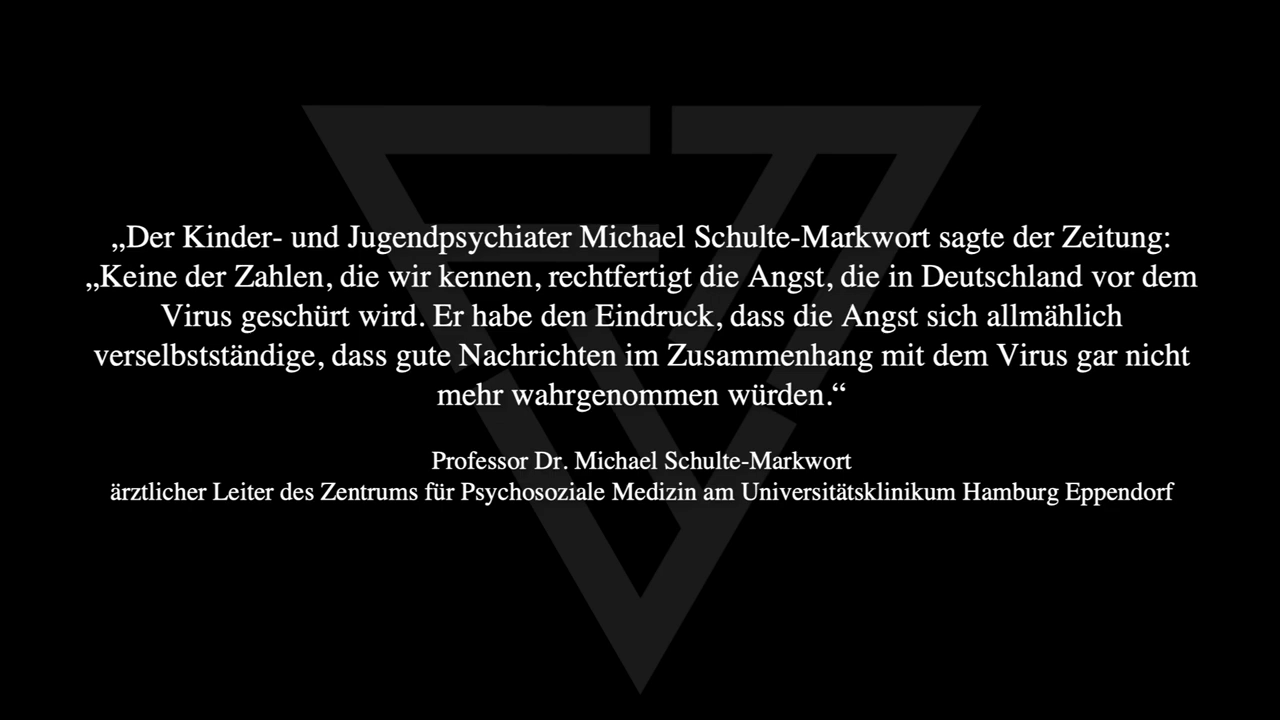 „Der Kinder- und Jugendpsychiater Michael Schulte-Markwort sagte der Zeitung:
„Keine der Zahlen, die wir kennen, rechtfertigt die Angst, die in Deutschland vor dem
Virus geschürt wird. Er habe den Eindruck, dass die Angst sich allmählich
verselbstständige, dass gute Nachrichten im Zusammenhang mit dem Virus gar nicht
mehr wahrgenommen würden.“
Professor Dr. Michael Schulte-Markwort
ärztlicher Leiter des Zentrums für Psychosoziale Medizin am Universitätsklinikum Hamburg Eppendorf